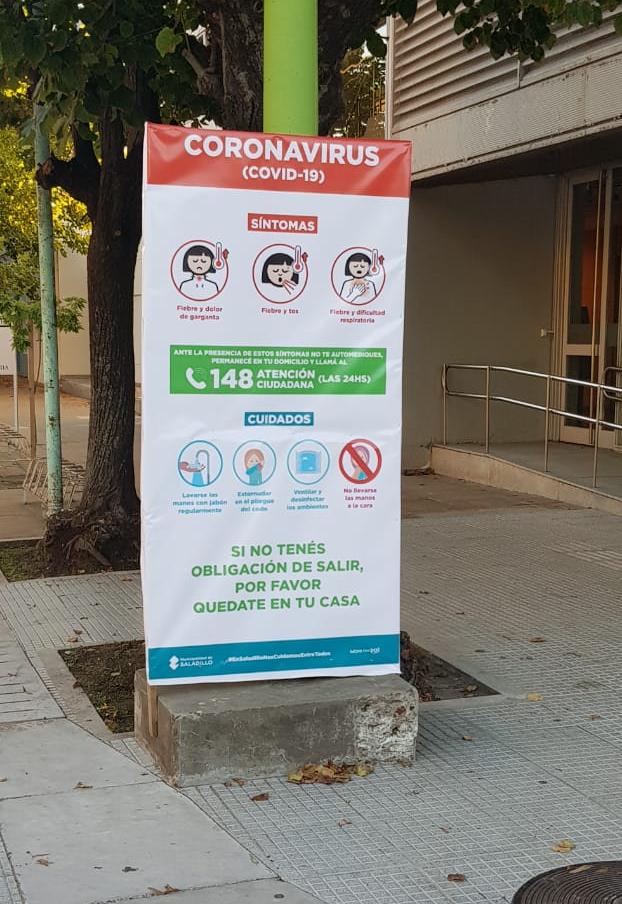 CORONAVIRUS
(COVID-19)
SÍNTOMAS
Fiebre y dolor
de garganta
Fiebre y tos
Fiebre y dificultad
respiratoria
ANTE LA PRESENCIA DE ESTOS SÍNTOMAS NO TE AUTOMEDIQUES,
PERMANECÉ EN TU DOMICILIO Y LLAMÁ AL
148 ATENCIÓN
CIUDADANA (LAS 24HS)
CUIDADOS
Lavarse las
manos con jabón
regularmente
Estornudar
en el pliegue
del codo
Ventilar y
desinfectar
los ambientes
No llevarse
las manos
a la cara
SI NO TENÉS
OBLIGACIÓN DE SALIR,
POR FAVOR
QUEDATE EN TU CASA
Municipalidad de
SALADILLO
#EnSaladilloNosCuidamosEntreTodos